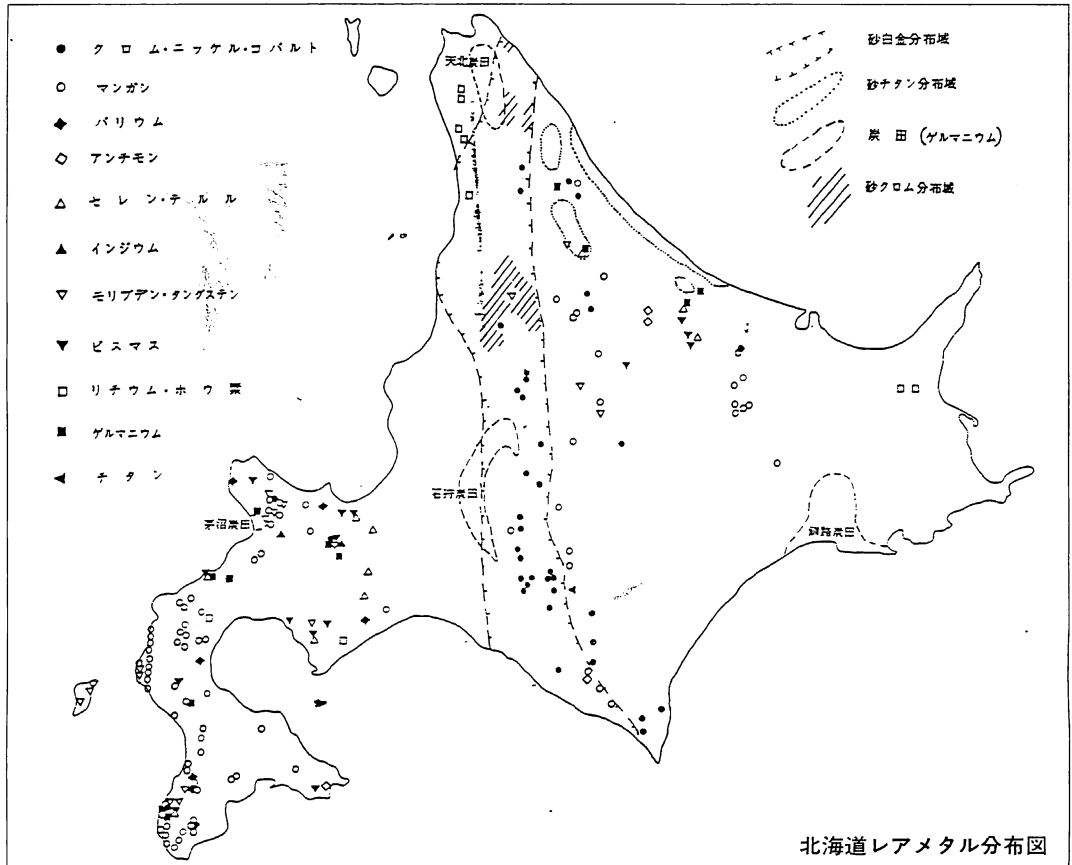 クロム・ニッケル・コバルト
マンガン
バリウム
アンチモン
セレン・テルル
インジウム
モリブデン・タングステン
ビスマス
リチウム・ホウ素
ゲルマニウム
チタン
砂白金分布域
砂チタン分布域
炭田(ゲルマニウム)
砂クロム分布域
天北炭田
石狩炭田
茅沼炭田
釧路炭田
北海道レアメタル分布図